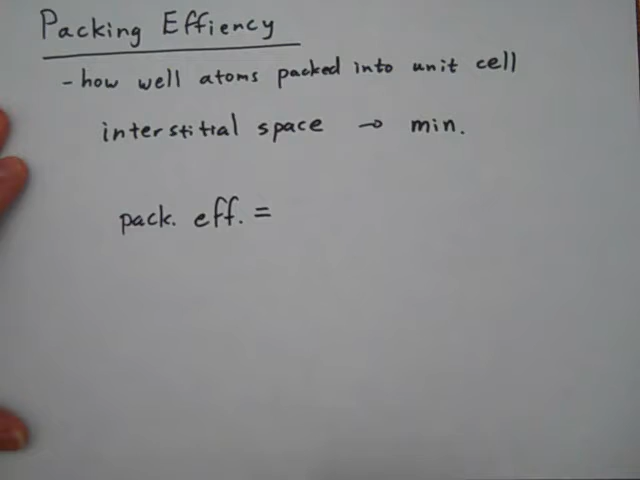 Packing Effiency
- how well atoms packed into unit cell
interstitial space → min.
pack. eff. =